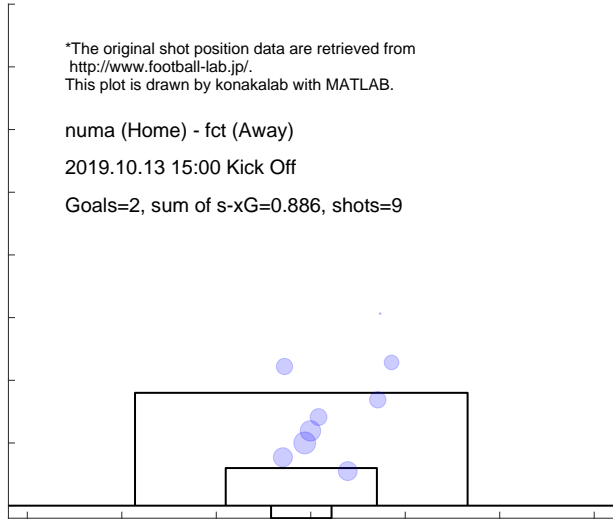 *The original shot position data are retrieved from
http://www.football-lab.jp/.
This plot is drawn by konakalab with MATLAB.
numa (Home) - fct (Away)
2019.10.13 15:00 Kick Off
Goals=2, sum of s-xG=0.886, shots=9